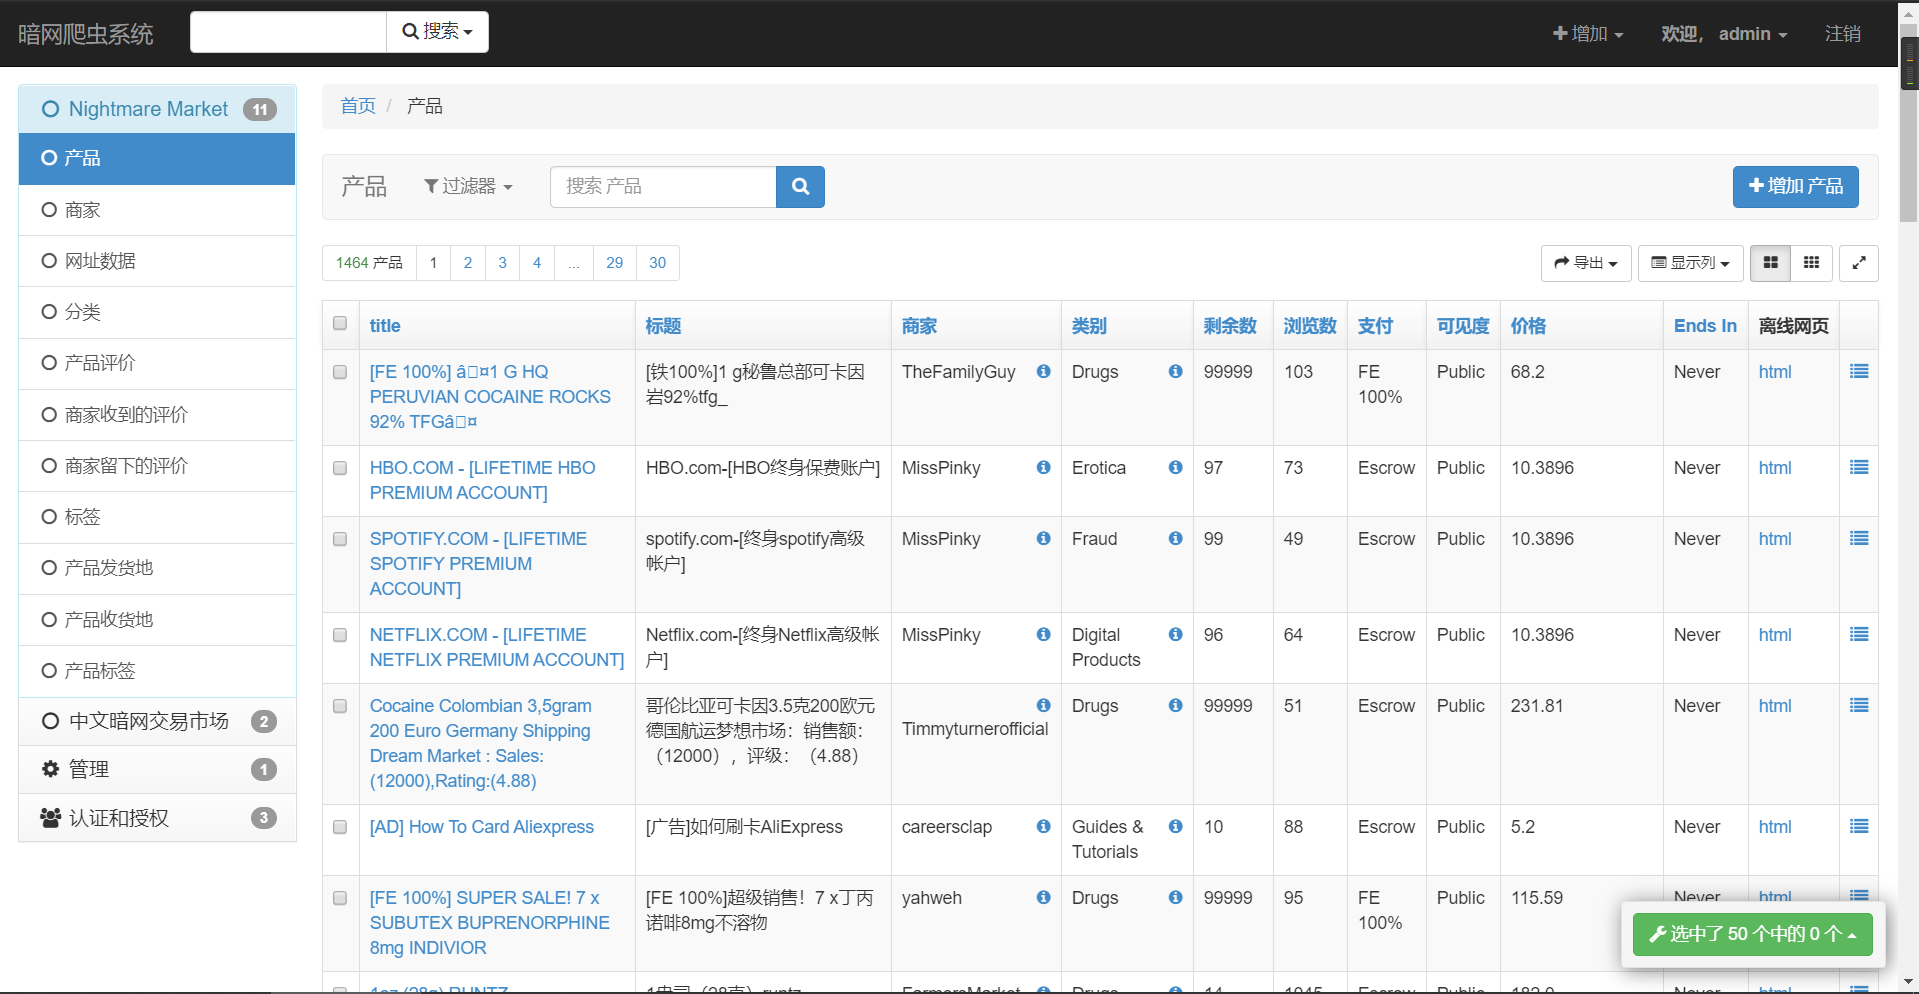 暗网爬虫系统
搜索
增加
欢迎， admin
注销
Nightmare Market 11
产品
商家
网址数据
分类
产品评价
商家收到的评价
商家留下的评价
标签
产品发货地
产品收货地
产品标签
中文暗网交易市场 2
管理 1
认证和授权 3
首页 / 产品
产品 过滤器 搜索 产品 增加 产品
1464 产品 1 2 3 4 ... 29 30 导出 显示列
title 标题 商家 类别 剩余数 浏览数 支付 可见度 价格 Ends In 离线网页
[FE 100%] â□¤1 G HQ [铁100%]1 g秘鲁总部可卡因 TheFamilyGuy Drugs 99999 103 FE Public 68.2 Never html
PERUVIAN COCAINE ROCKS 岩92%tfg_ 100%
92% TFGâ□¤
HBO.COM - [LIFETIME HBO HBO.com-[HBO终身保费账户] MissPinky Erotica 97 73 Escrow Public 10.3896 Never html
PREMIUM ACCOUNT]
SPOTIFY.COM - [LIFETIME spotify.com-[终身spotify高级 MissPinky Fraud 99 49 Escrow Public 10.3896 Never html
SPOTIFY PREMIUM 帐户]
ACCOUNT]
NETFLIX.COM - [LIFETIME Netflix.com-[终身Netflix高级帐 MissPinky Digital 96 64 Escrow Public 10.3896 Never html
NETFLIX PREMIUM ACCOUNT] 户] Products
Cocaine Colombian 3,5gram 哥伦比亚可卡因3.5克200欧元 Drugs 99999 51 Escrow Public 231.81 Never html
200 Euro Germany Shipping 德国航运梦想市场：销售额： Timmyturnerofficial
Dream Market : Sales: （12000），评级：（4.88）
(12000),Rating:(4.88)
[AD] How To Card Aliexpress [广告]如何刷卡AliExpress careersclap Guides & 10 88 Escrow Public 5.2 Never html
Tutorials
[FE 100%] SUPER SALE! 7 x [FE 100%]超级销售！7 x丁丙 yahweh Drugs 99999 95 FE Public 115.59 Never html
SUBUTEX BUPRENORPHINE 诺啡8mg不溶物 100%
8mg INDIVIOR
选中了 50 个中的 0 个